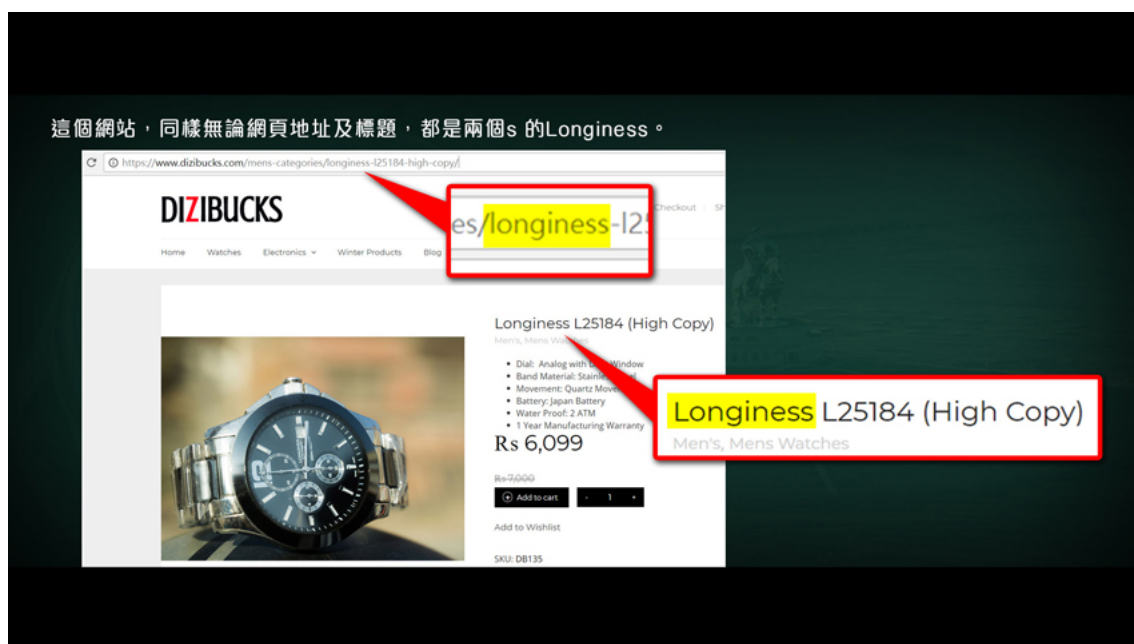 這個網站，同樣無論網頁地址及標題，都是兩個s 的Longiness。
https://www.dizibucks.com/mens-categories/longiness-l25184-high-copy/
DIZIBUCKS
es/longiness-l25
Checkout
Home Watches Electronics Winter Products Blog
Longiness L25184 (High Copy)
Men's, Mens Watches
Dial: Analog with Window
Band Material: Stainless
Movement: Quartz
Battery: Japan Battery
Water Proof: 2 ATM
1 Year Manufacturing Warranty
Longiness L25184 (High Copy)
Men's, Mens Watches
Rs 6,099
Rs 7,000
Add to cart - 1 +
Add to Wishlist
SKU: DB135